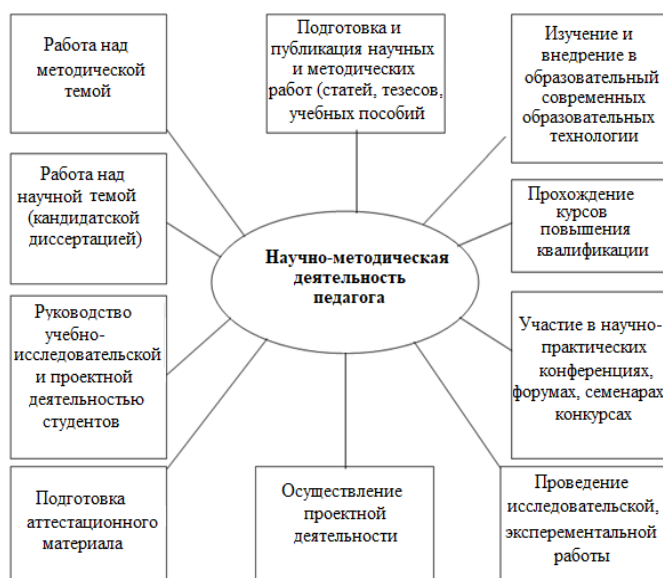 Работа над
методической
темой
Подготовка и
публикация научных
и методических
работ (статей, тезесов,
учебных пособий
Изучение и
внедрение в
образовательный
современных
образовательных
технологии
Работа над
научной темой
(кандидатской
диссертацией)
Прохождение
курсов
повышения
квалификации
Научно-методическая
деятельность
педагога
Руководство
учебно-
исследовательской
и проектной
деятельностью
студентов
Участие в научно-
практических
конференциях,
форумах, семенарах,
конкурсах
Подготовка
аттестационного
материала
Осуществление
проектной
деятельности
Проведение
исследовательской,
эксперементальной
работы